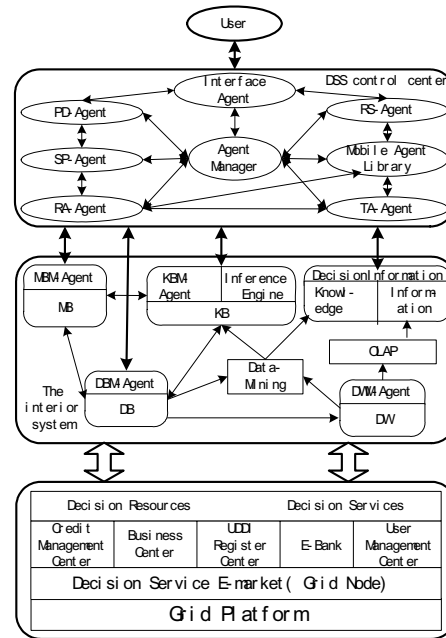 User
Interface
Agent
DSS control center
PD-Agent
RS-Agent
SP-Agent
Agent
Manager
Mobile Agent
Library
RA-Agent
TA-Agent
MBM-Agent
MB
KBM-
Agent
Inference
Engine
KB
DecisionInformation
Knowl-
edge
Inform-
ation
OLAP
Data-
Mining
DBM-Agent
DB
DWM-Agent
DW
The
interior
system
Decision Resources
Decision Services
Credit
Management
Center
Business
Center
UDDI
Register
Center
E-Bank
User
Management
Center
Decision Service E-market( Grid Node)
Grid Platform